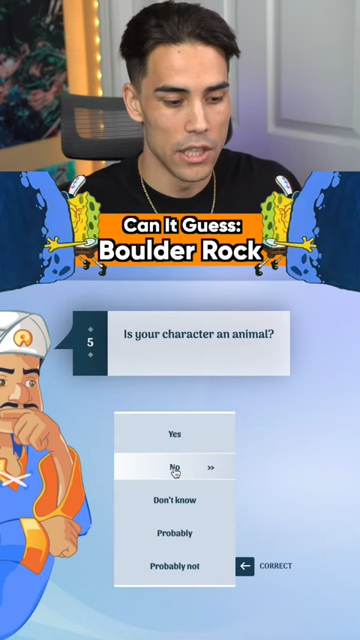 Can It Guess:
Boulder Rock
5
Is your character an animal?
Yes
No
Don't know
Probably
Probably not
CORRECT